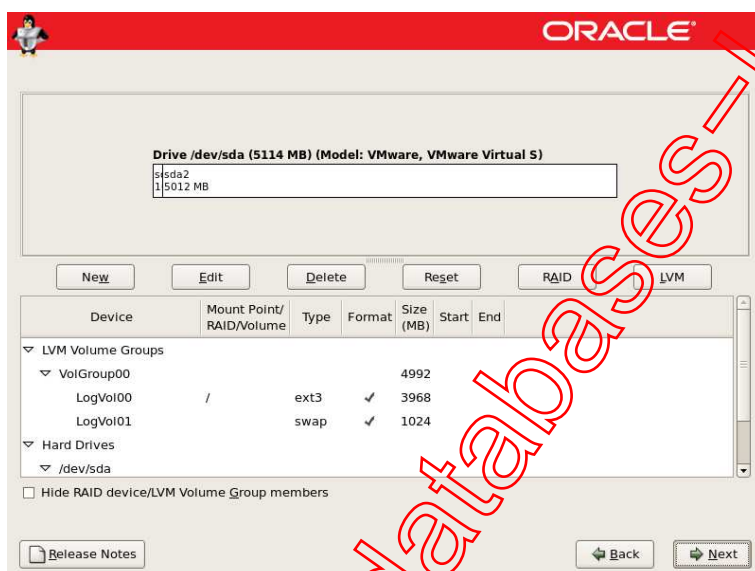 ORACLE®
Drive /dev/sda (5114 MB) (Model: VMware, VMware Virtual S)
sda2
1 5012 MB
New Edit Delete Reset RAID LVM
Device Mount Point/ RAID/Volume Type Format Size (MB) Start End
LVM Volume Groups
VolGroup00 4992
LogVol00 / ext3 3968
LogVol01 swap 1024
Hard Drives
/dev/sda
Hide RAID device/LVM Volume Group members
Release Notes Back Next
databases-